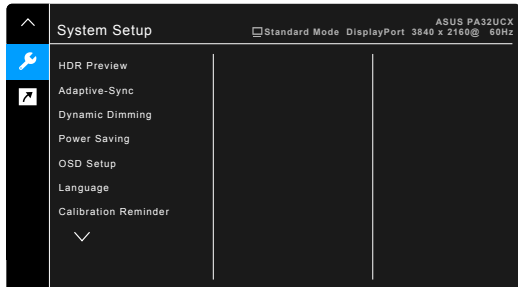 System Setup
ASUS PA32UCX
Standard Mode DisplayPort 3840 x 2160@ 60Hz
HDR Preview
Adaptive-Sync
Dynamic Dimming
Power Saving
OSD Setup
Language
Calibration Reminder